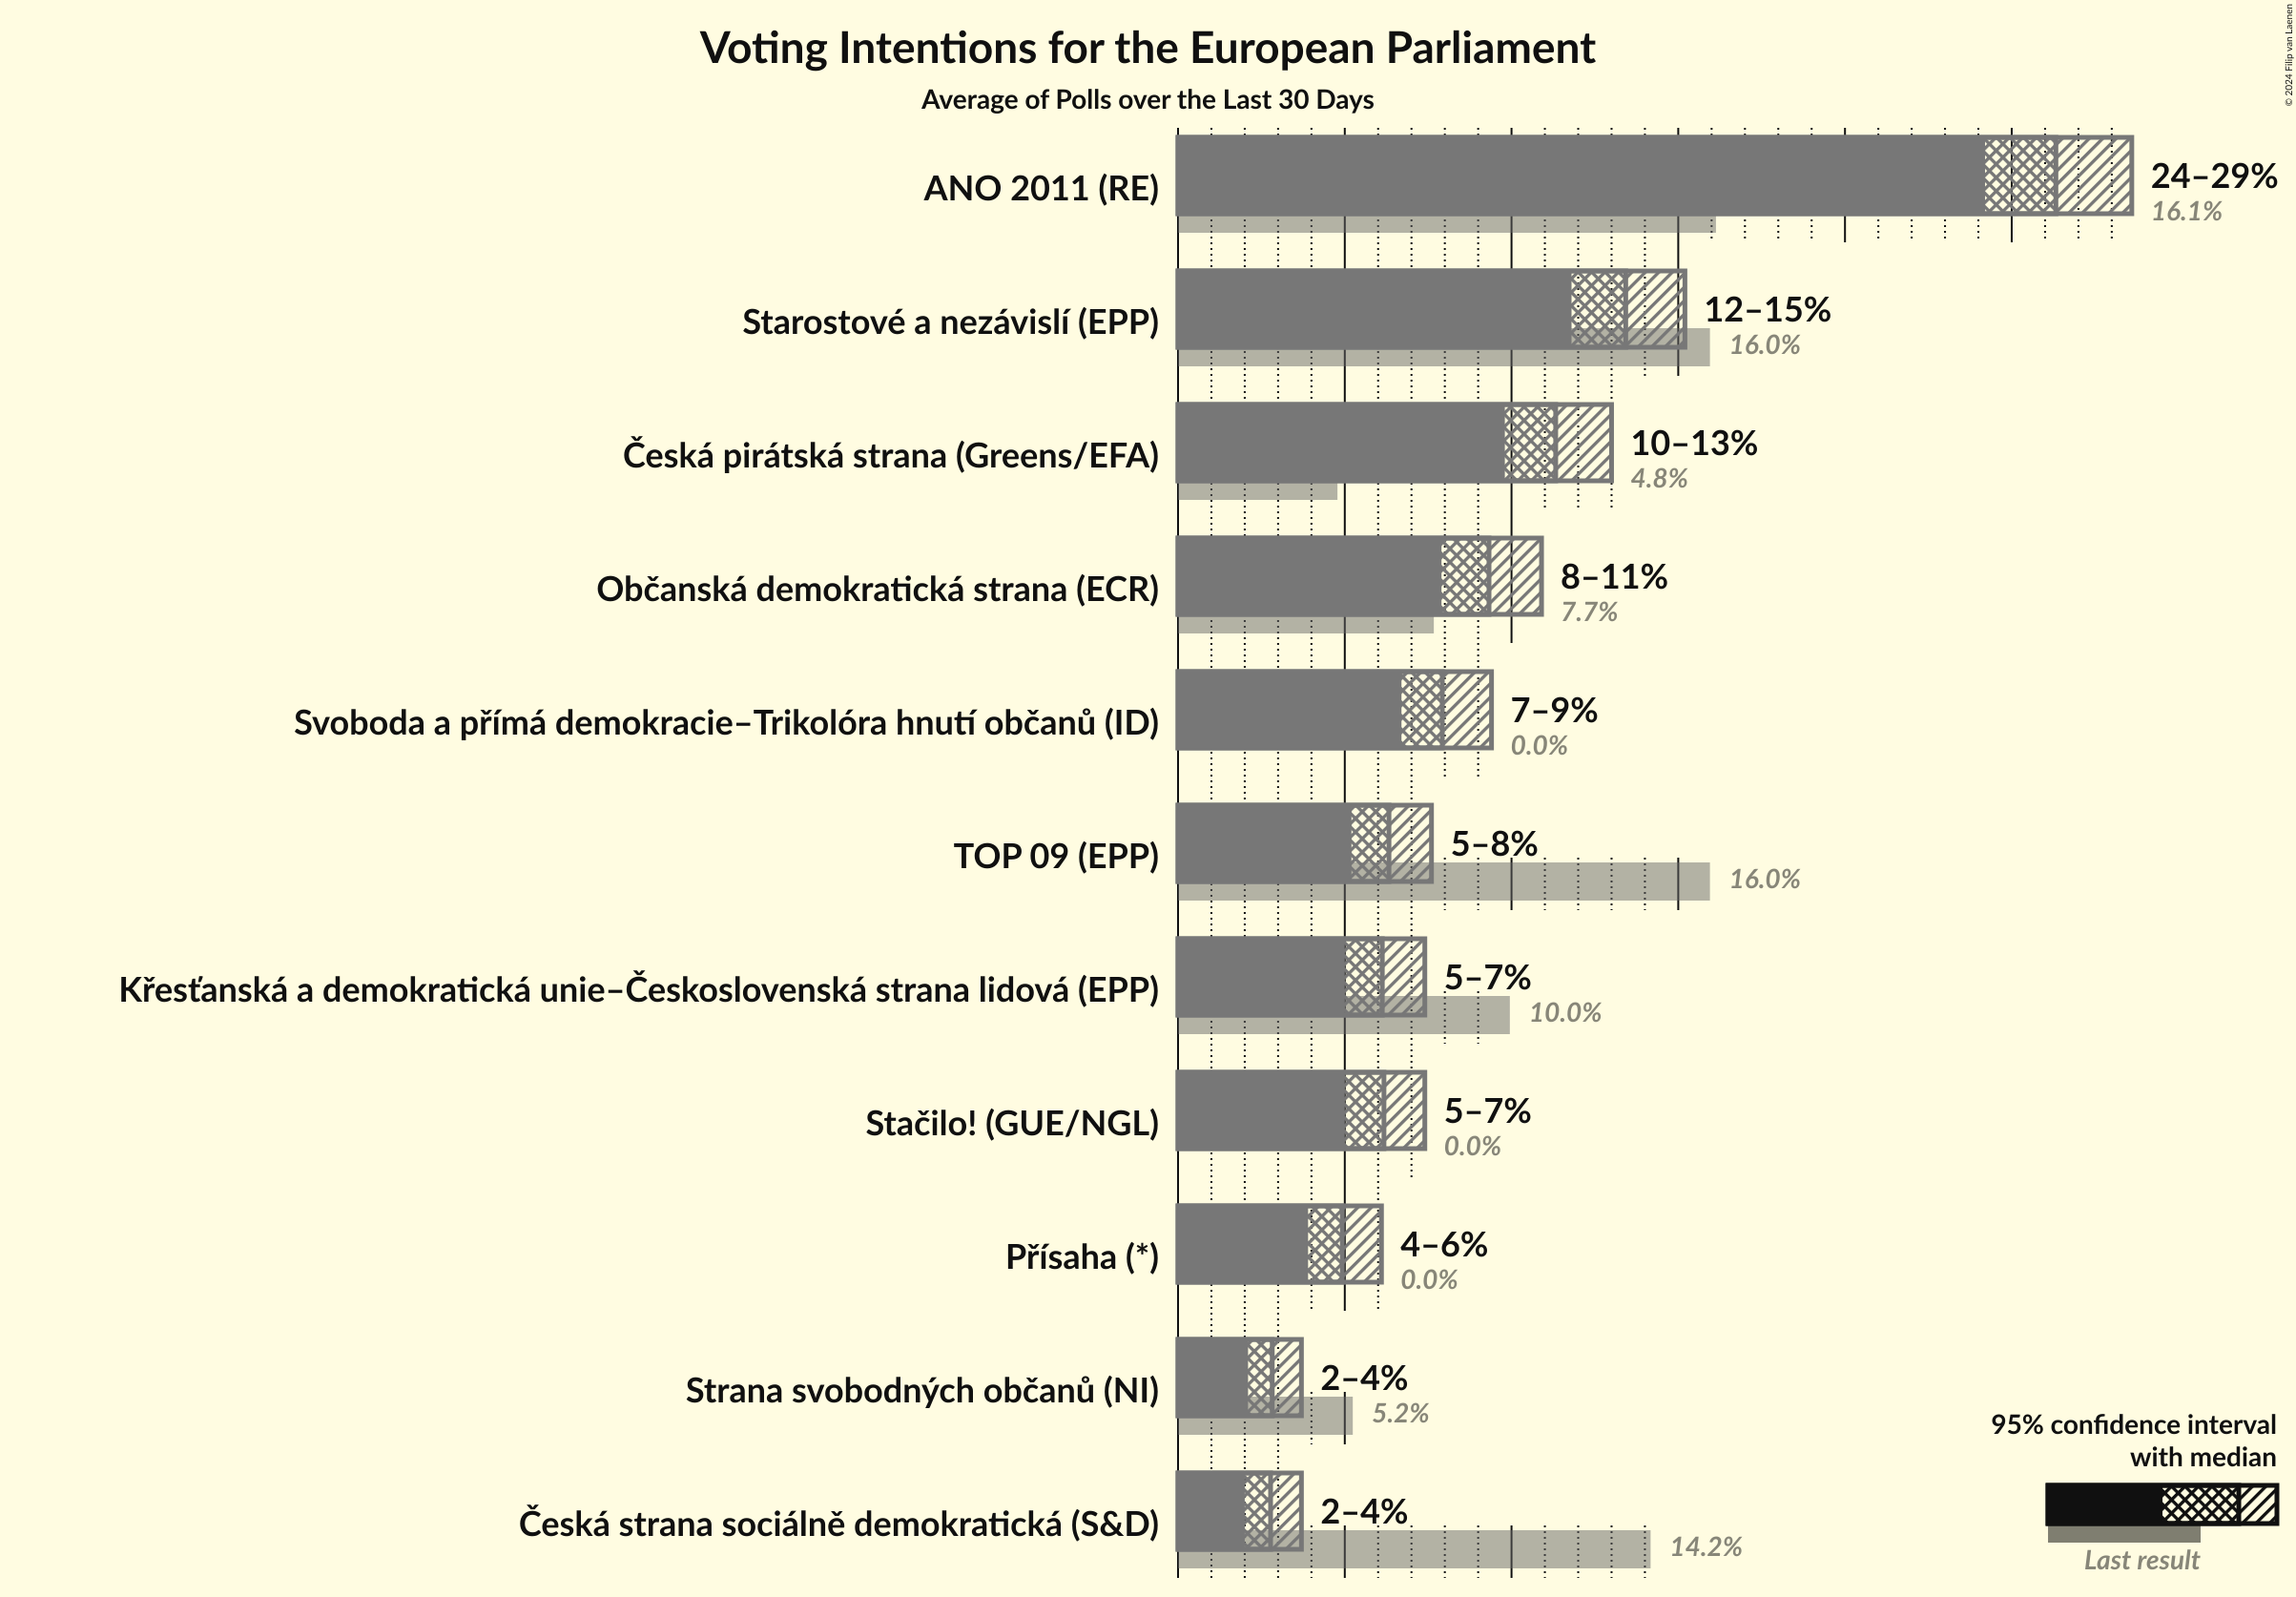 Voting Intentions for the European Parliament
Average of Polls over the Last 30 Days
© 2024 Filip van Laenen
ANO 2011 (RE)
24–29%
16.1%
Starostové a nezávislí (EPP)
12–15%
16.0%
Česká pirátská strana (Greens/EFA)
10–13%
4.8%
Občanská demokratická strana (ECR)
8–11%
7.7%
Svoboda a přímá demokracie–Trikolóra hnutí občanů (ID)
7–9%
0.0%
TOP 09 (EPP)
5–8%
16.0%
Křesťanská a demokratická unie–Československá strana lidová (EPP)
5–7%
10.0%
Stačilo! (GUE/NGL)
5–7%
0.0%
Přísaha (*)
4–6%
0.0%
Strana svobodných občanů (NI)
2–4%
5.2%
Česká strana sociálně demokratická (S&D)
2–4%
14.2%
95% confidence interval
with median
Last result